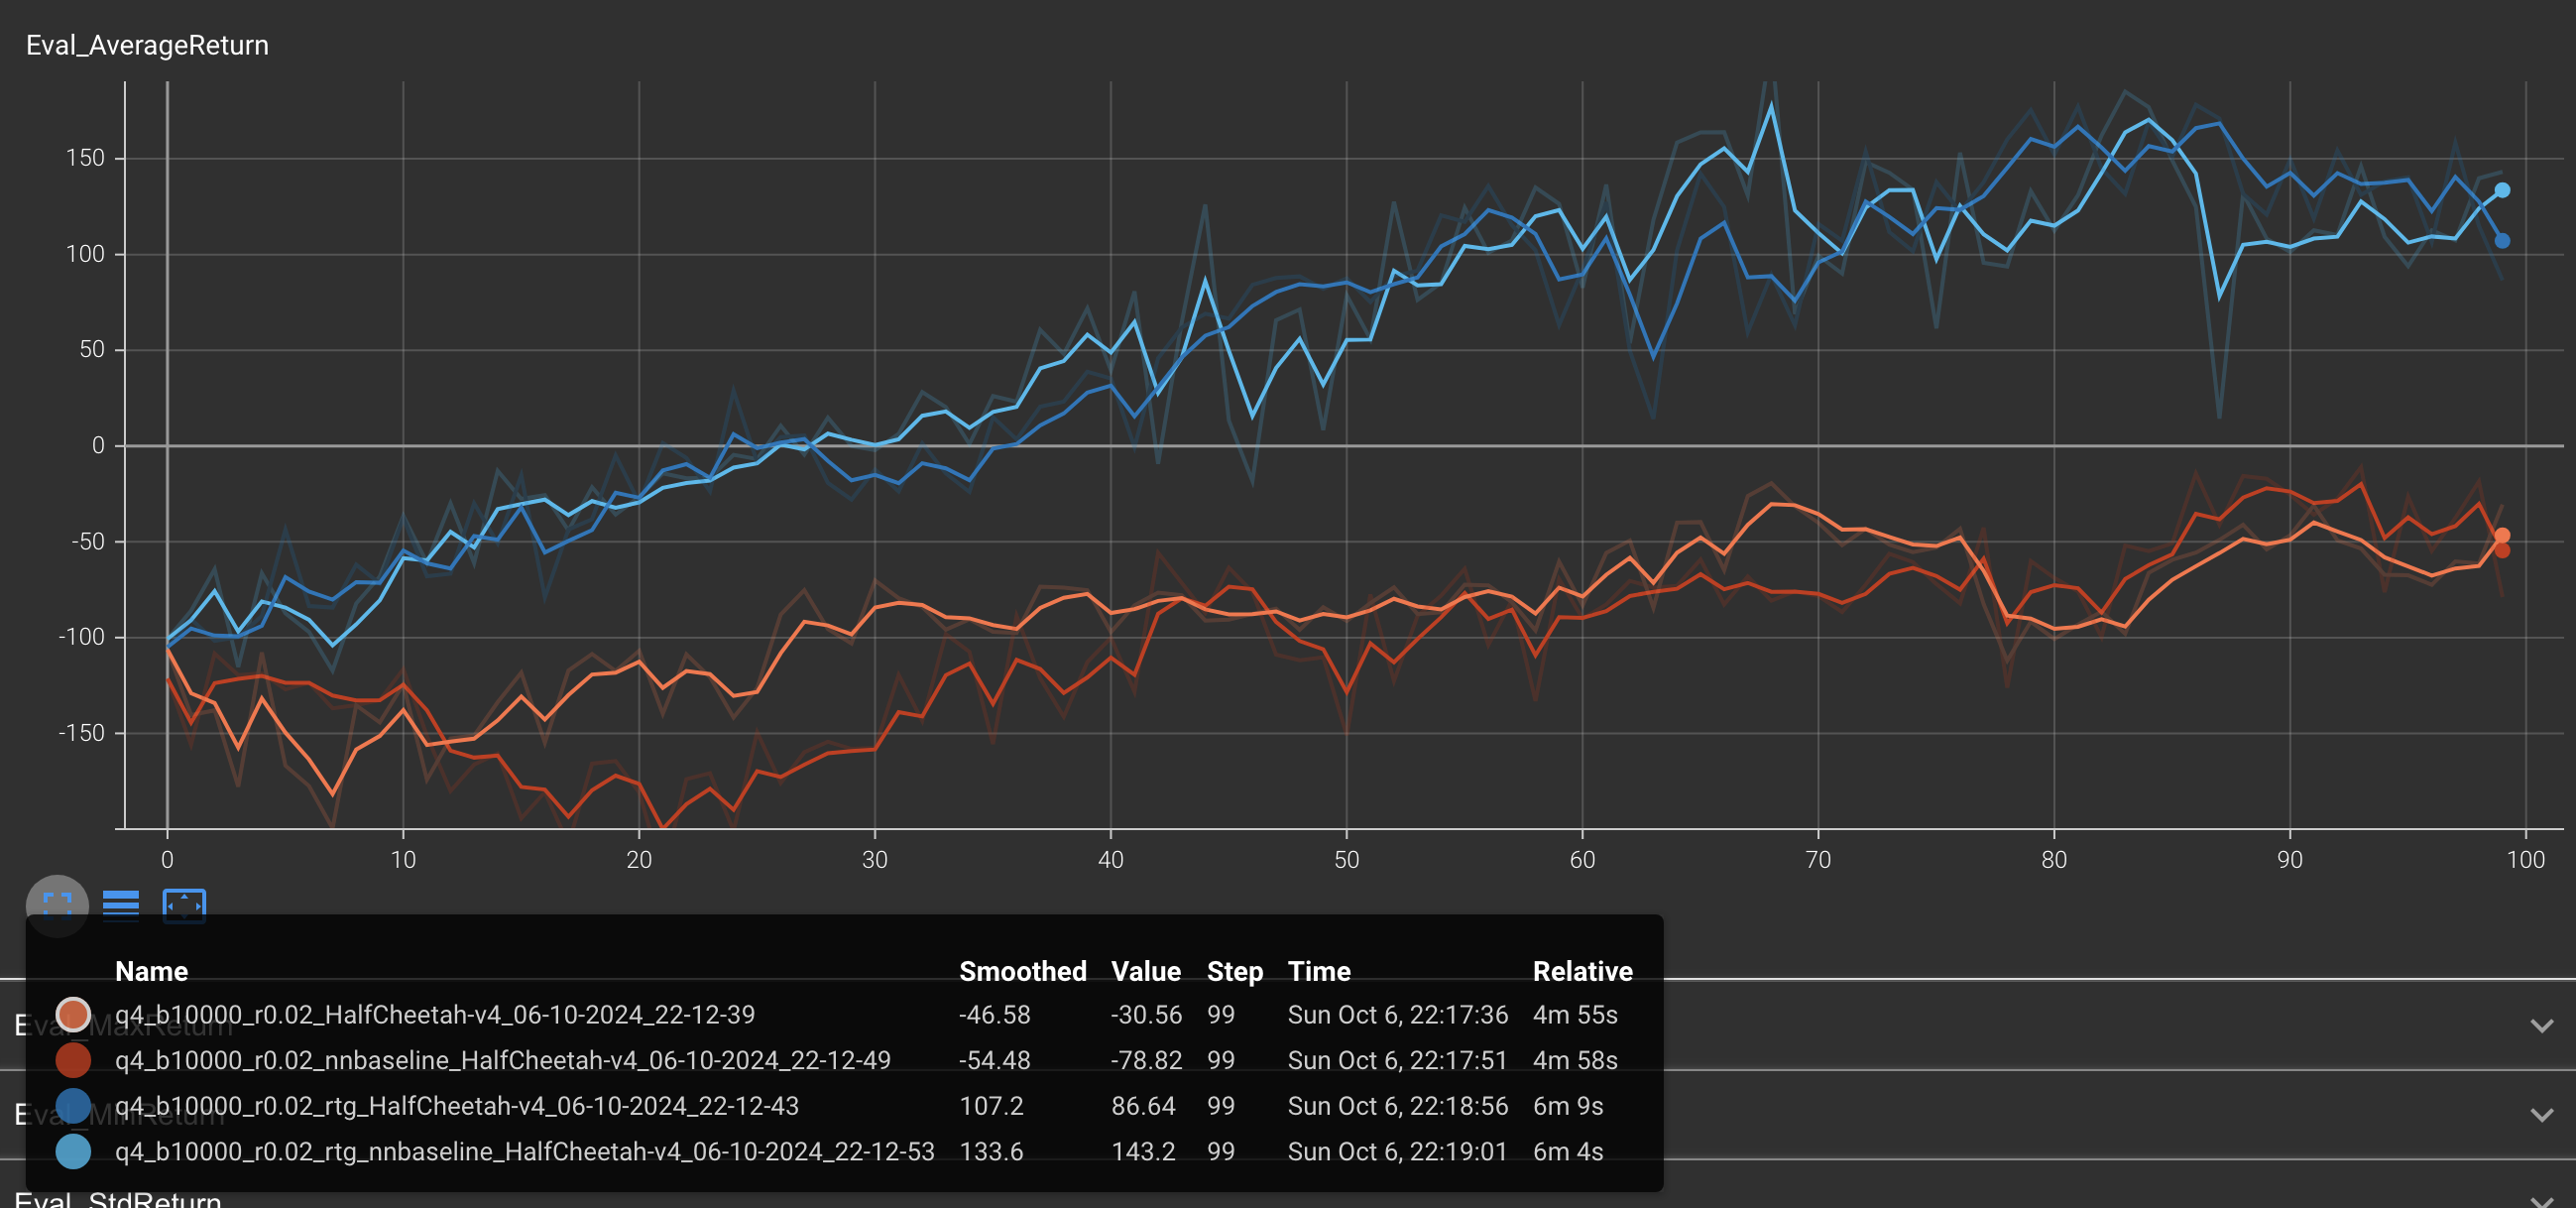 Eval_AverageReturn
150
100
50
0
-50
-100
-150
0 10 20 30 40 50 60 70 80 90 100
Name Smoothed Value Step Time Relative
q4_b10000_r0.02_HalfCheetah-v4_06-10-2024_22-12-39 -46.58 -30.56 99 Sun Oct 6, 22:17:36 4m 55s
Eval_MaxReturn
q4_b10000_r0.02_nnbaseline_HalfCheetah-v4_06-10-2024_22-12-49 -54.48 -78.82 99 Sun Oct 6, 22:17:51 4m 58s
q4_b10000_r0.02_rtg_HalfCheetah-v4_06-10-2024_22-12-43 107.2 86.64 99 Sun Oct 6, 22:18:56 6m 9s
Eval_MinReturn
q4_b10000_r0.02_rtg_nnbaseline_HalfCheetah-v4_06-10-2024_22-12-53 133.6 143.2 99 Sun Oct 6, 22:19:01 6m 4s
Eval_StdReturn